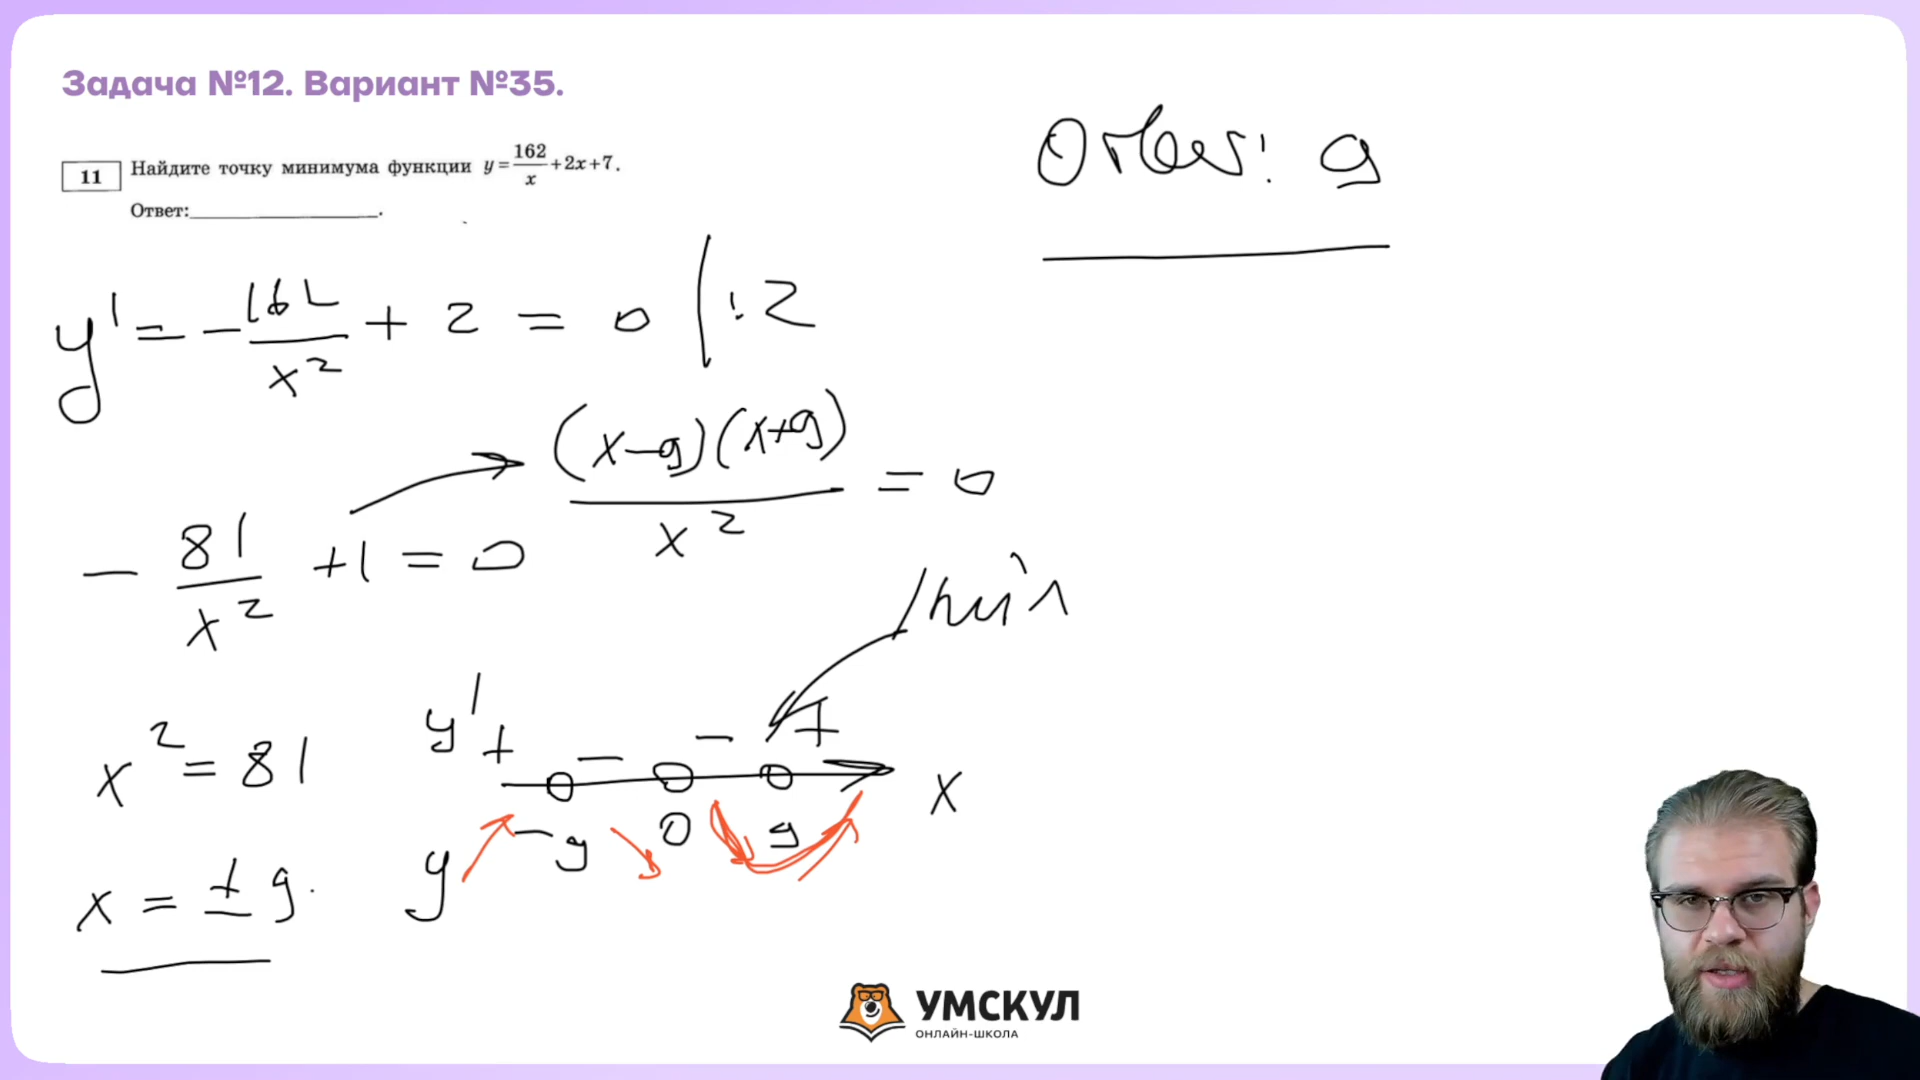 Задача №12. Вариант №35.
11 Найдите точку минимума функции y = 162/x + 2x + 7.
Ответ:____________.
Ответ: 9
y' = - 162/x² + 2 = 0 | :2
(x-9)(x+9)/x² = 0
- 81/x² + 1 = 0
x² = 81
y' + - - +
-9 0 9 x
y
x = ±9.
УМСКУЛ
ОНЛАЙН-ШКОЛА